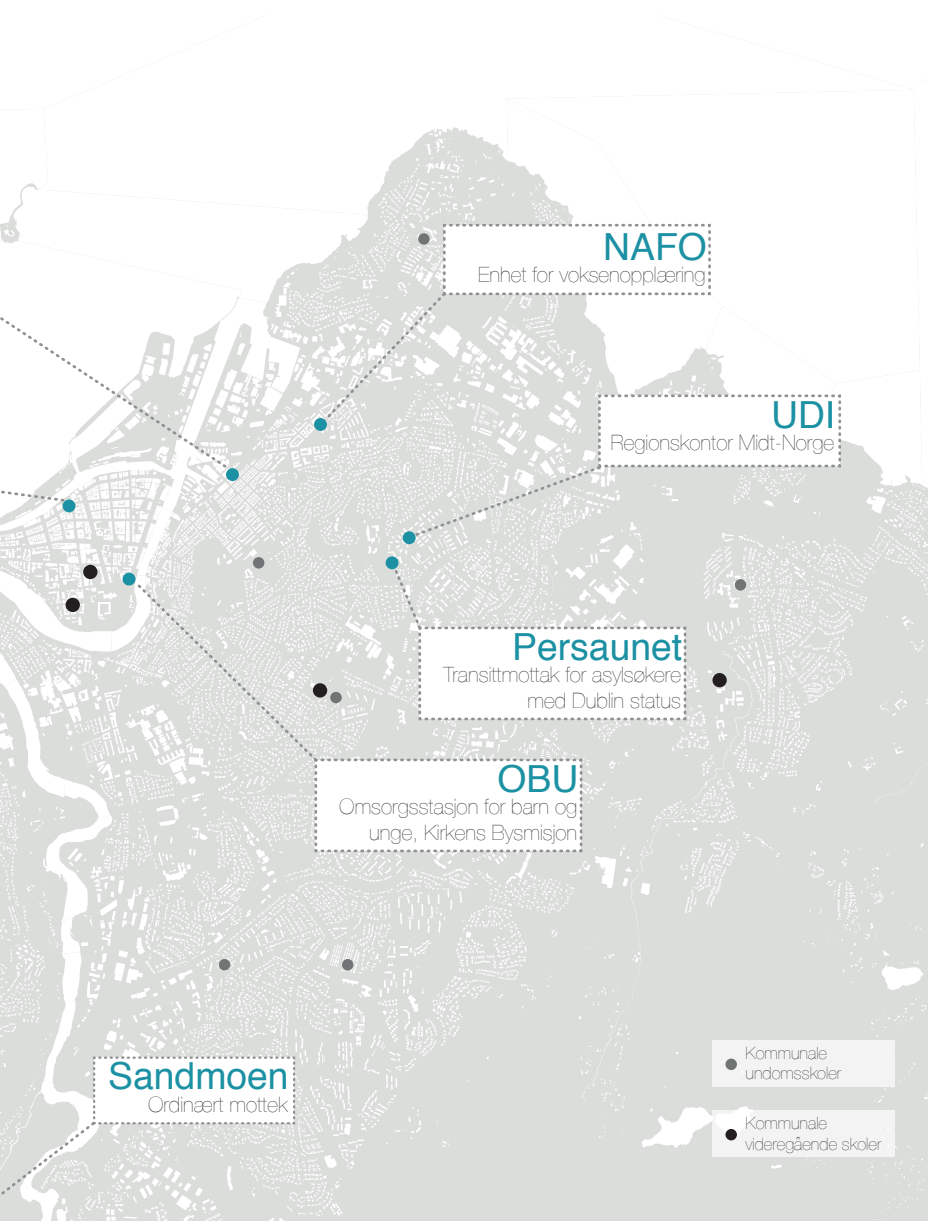 NAFO
Enhet for voksenopplæring
UDI
Regionskontor Midt-Norge
Persaunet
Transittmottak for asylsøkere
med Dublin status
OBU
Omsorgsstasjon for barn og
unge, Kirkens Bysmisjon
Sandmoen
Ordinært mottek
Kommunale
undomsskoler
Kommunale
videregående skoler